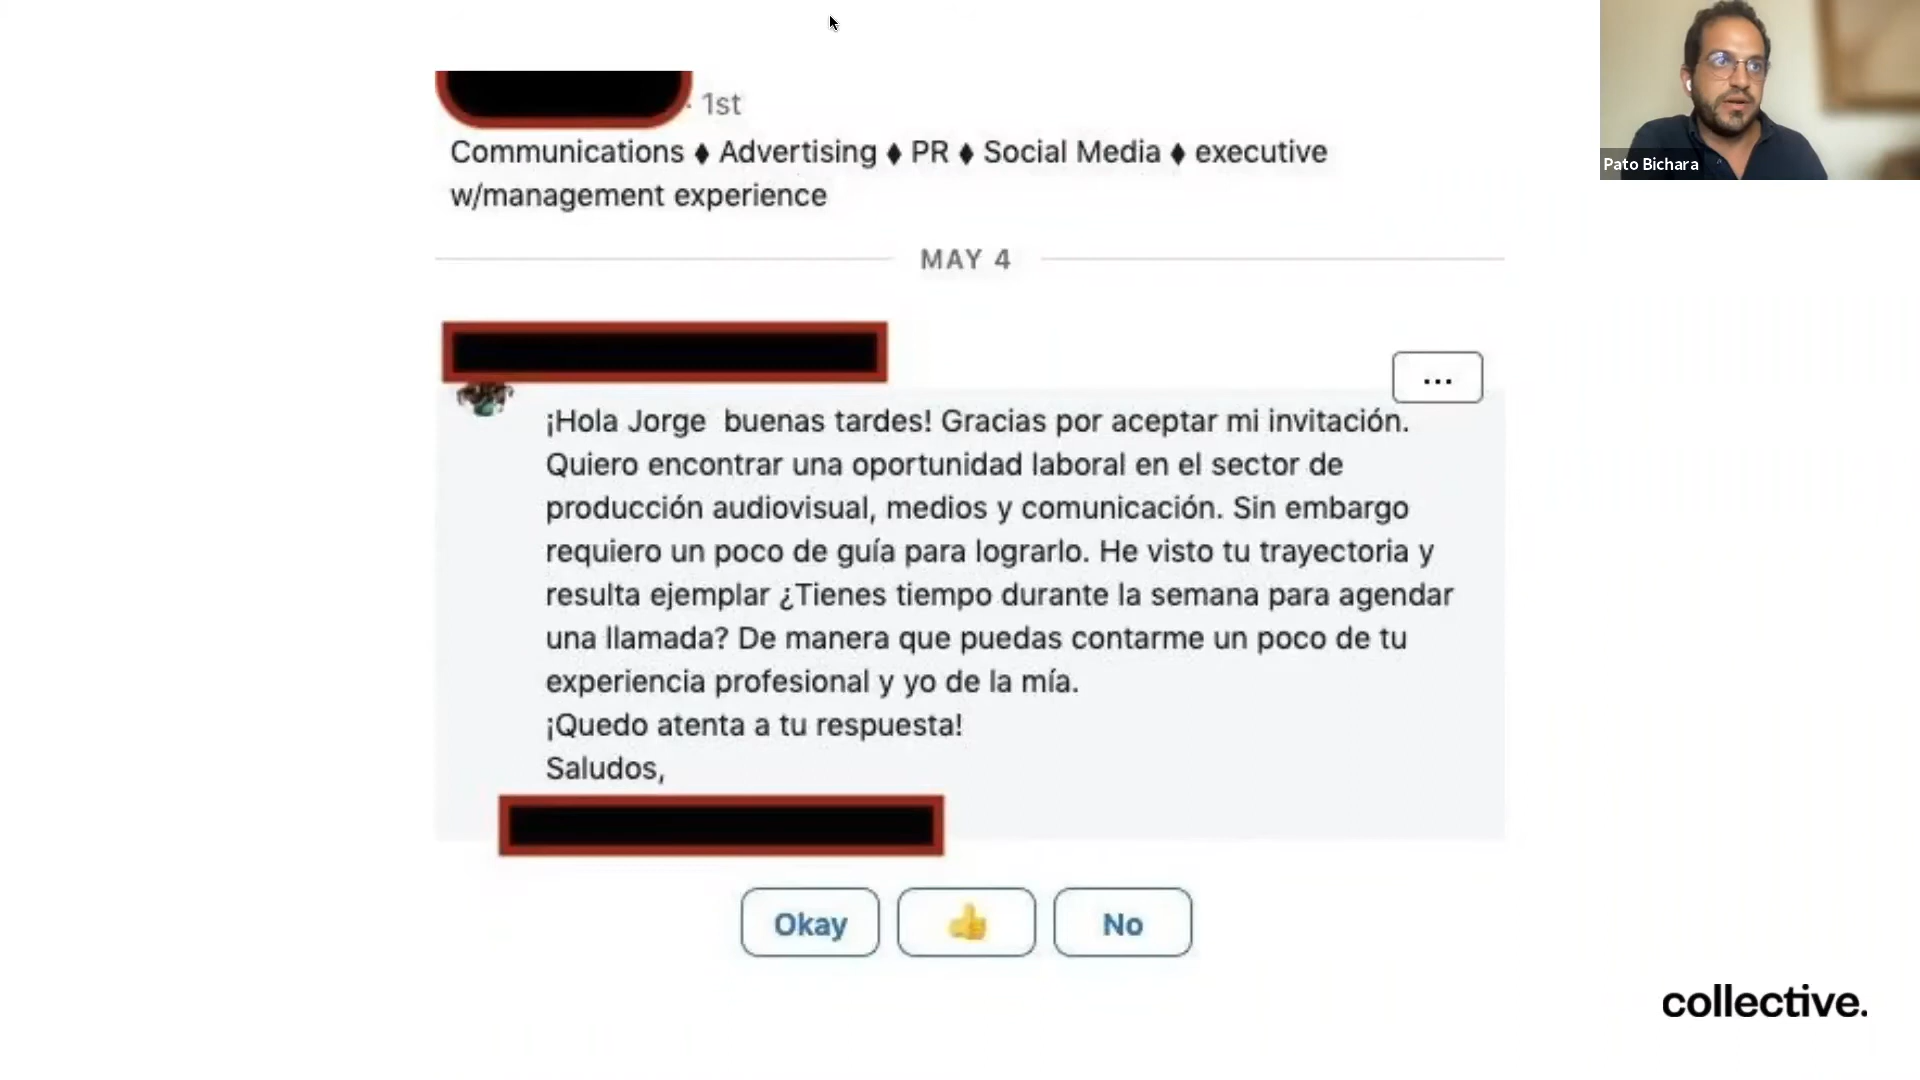 · 1st
Communications ♦ Advertising ♦ PR ♦ Social Media ♦ executive
w/management experience
MAY 4
...
¡Hola Jorge  buenas tardes! Gracias por aceptar mi invitación.
Quiero encontrar una oportunidad laboral en el sector de
producción audiovisual, medios y comunicación. Sin embargo
requiero un poco de guía para lograrlo. He visto tu trayectoria y
resulta ejemplar ¿Tienes tiempo durante la semana para agendar
una llamada? De manera que puedas contarme un poco de tu
experiencia profesional y yo de la mía.
¡Quedo atenta a tu respuesta!
Saludos,
Okay 👍 No
Pato Bichara
collective.